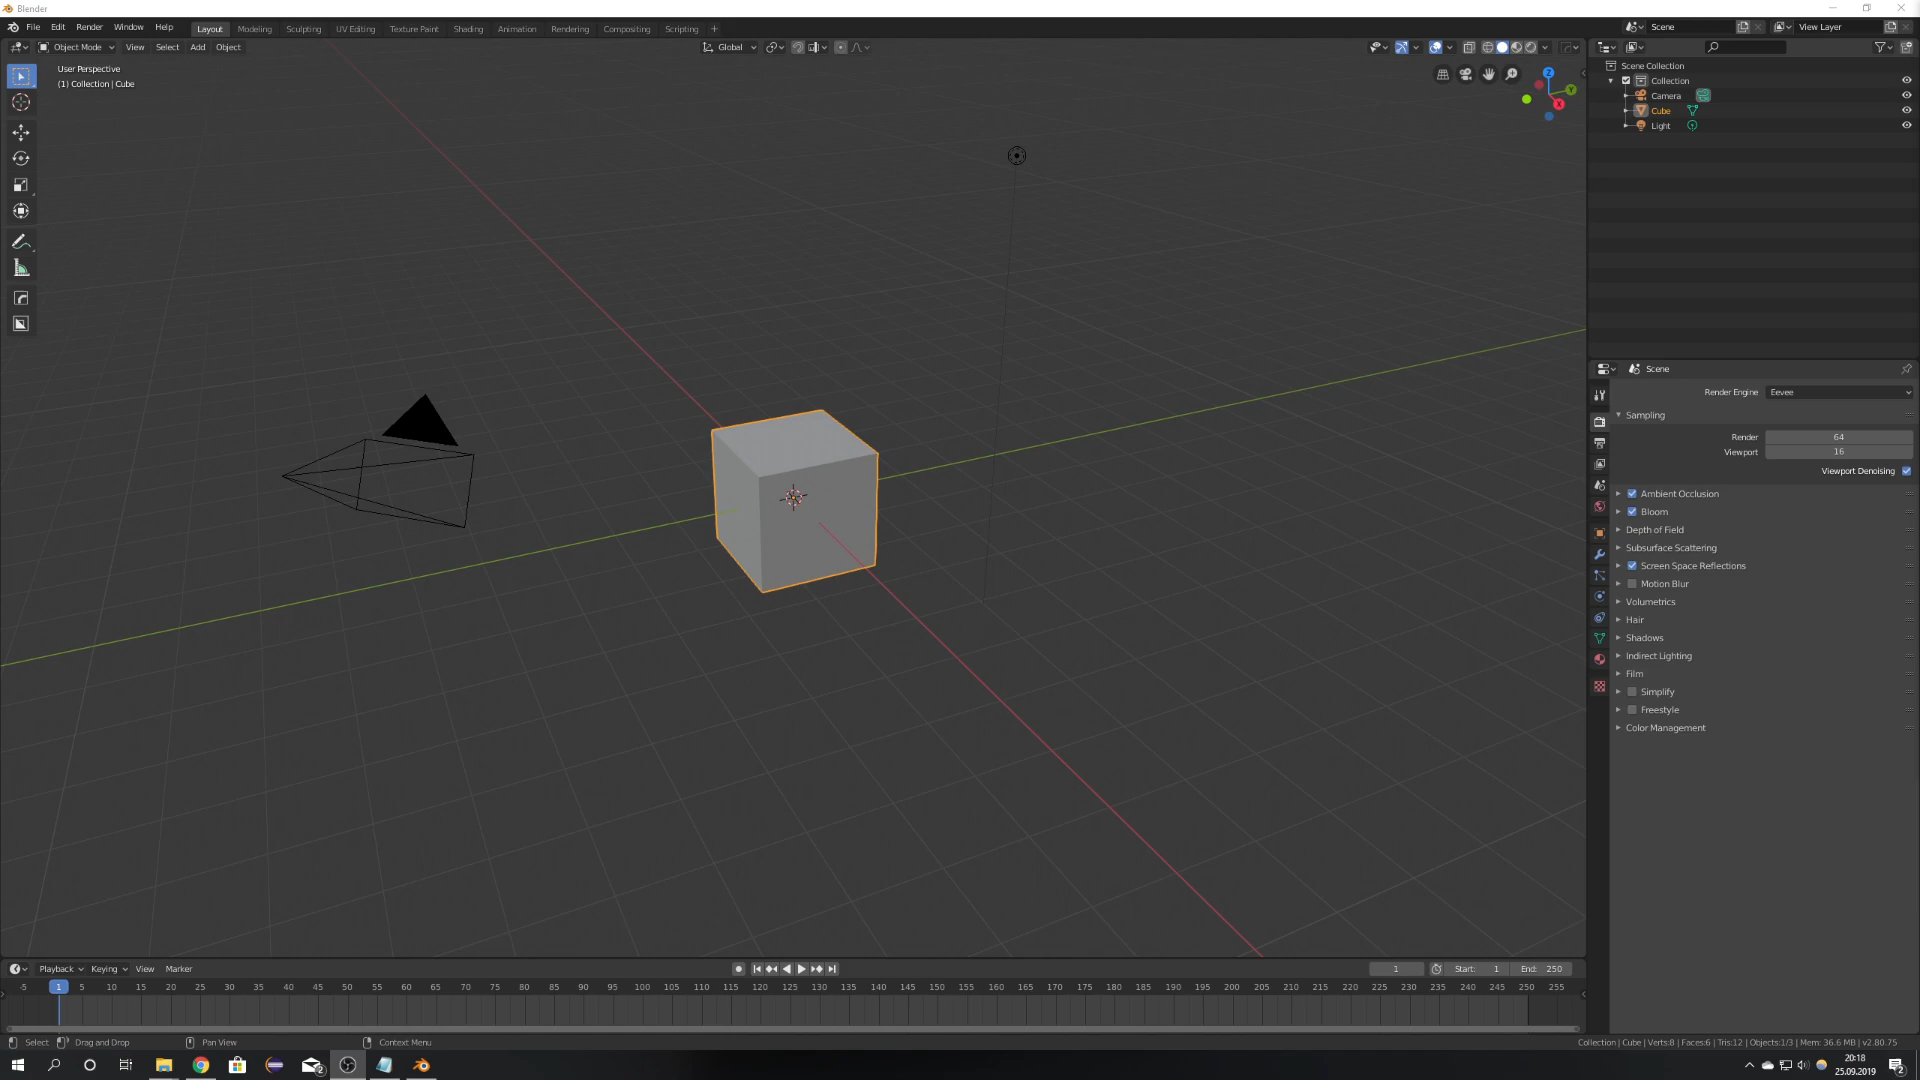 Blender
File Edit Render Window Help Layout Modeling Sculpting UV Editing Texture Paint Shading Animation Rendering Compositing Scripting + Scene View Layer
Object Mode View Select Add Object Global
User Perspective
(1) Collection | Cube
Z
Y
X
Scene Collection
Collection
Camera
Cube
Light
Scene
Render Engine Eevee
Sampling
Render 64
Viewport 16
Viewport Denoising
Ambient Occlusion
Bloom
Depth of Field
Subsurface Scattering
Screen Space Reflections
Motion Blur
Volumetrics
Hair
Shadows
Indirect Lighting
Film
Simplify
Freestyle
Color Management
Playback Keying View Marker 1 Start: 1 End: 250
-5 1 5 10 15 20 25 30 35 40 45 50 55 60 65 70 75 80 85 90 95 100 105 110 115 120 125 130 135 140 145 150 155 160 165 170 175 180 185 190 195 200 205 210 215 220 225 230 235 240 245 250 255
Select Drag and Drop Pan View Context Menu Collection | Cube | Verts:8 | Faces:6 | Tris:12 | Objects:1/3 | Mem: 36.6 MB | v2.80.75
2
20:18
25.09.2019
2